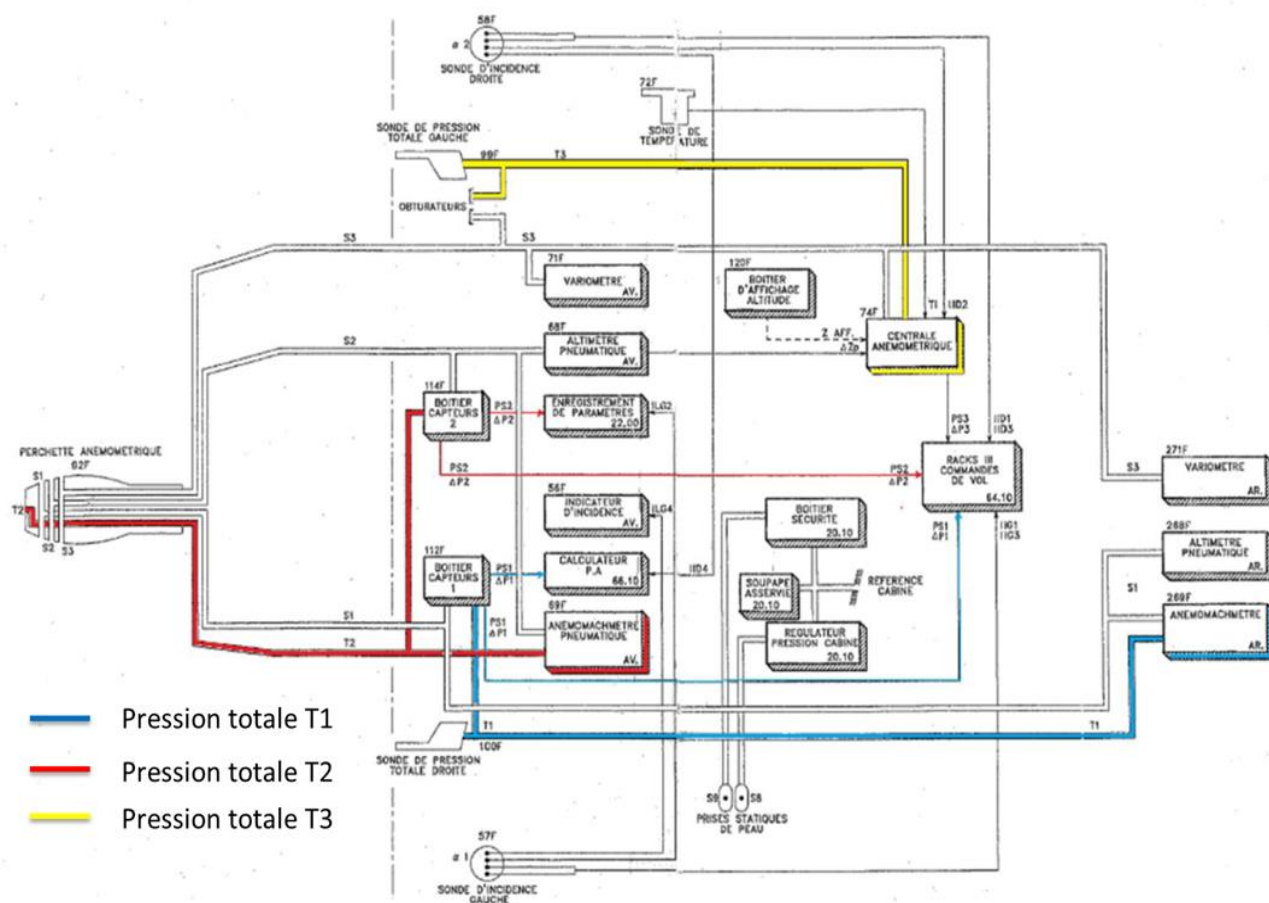 58F
α 2
SONDE D'INCIDENCE
DROITE
72F
SONDE DE
TEMPERATURE
SONDE DE PRESSION
TOTALE GAUCHE
99F
T3
OBTURATEURS
S3
S3
71F
VARIOMETRE
AV.
120F
BOITIER
D'AFFICHAGE
ALTITUDE
TI
IID2
74F
Z AFF.
ΔZp
CENTRALE
ANEMOMETRIQUE
68F
S2
ALTIMETRE
PNEUMATIQUE
AV.
114F
BOITIER
CAPTEURS
2
PS2
ΔP2
ENREGISTREMENT
DE PARAMETRES
22.00
ILG2
PS3
ΔP3
IID1
IID3
PS2
ΔP2
PS2
ΔP2
RACKS III
COMMANDES
DE VOL
64.10
PERCHETTE ANEMOMETRIQUE
62F
S1
T2
S2
S3
271F
S3
VARIOMETRE
AR.
56F
INDICATEUR
D'INCIDENCE
AV.
ILG4
BOITIER
SECURITE
20.10
PS1
ΔP1
IIG1
IIG3
268F
ALTIMETRE
PNEUMATIQUE
AR.
112F
BOITIER
CAPTEURS
1
PS1
ΔP1
CALCULATEUR
P.A
66.10
IID4
SOUPAPE
ASSERVIE
20.10
REFERENCE
CABINE
S1
269F
ANEMOMACHMETRE
AR.
69F
S1
PS1
ΔP1
ANEMOMACHMETRE
PNEUMATIQUE
AV.
REGULATEUR
PRESSION CABINE
20.10
T2
Pression totale T1
T1
100F
T1
SONDE DE PRESSION
TOTALE DROITE
Pression totale T2
Pression totale T3
S9
S8
PRISES STATIQUES
DE PEAU
57F
α 1
SONDE D'INCIDENCE
GAUCHE